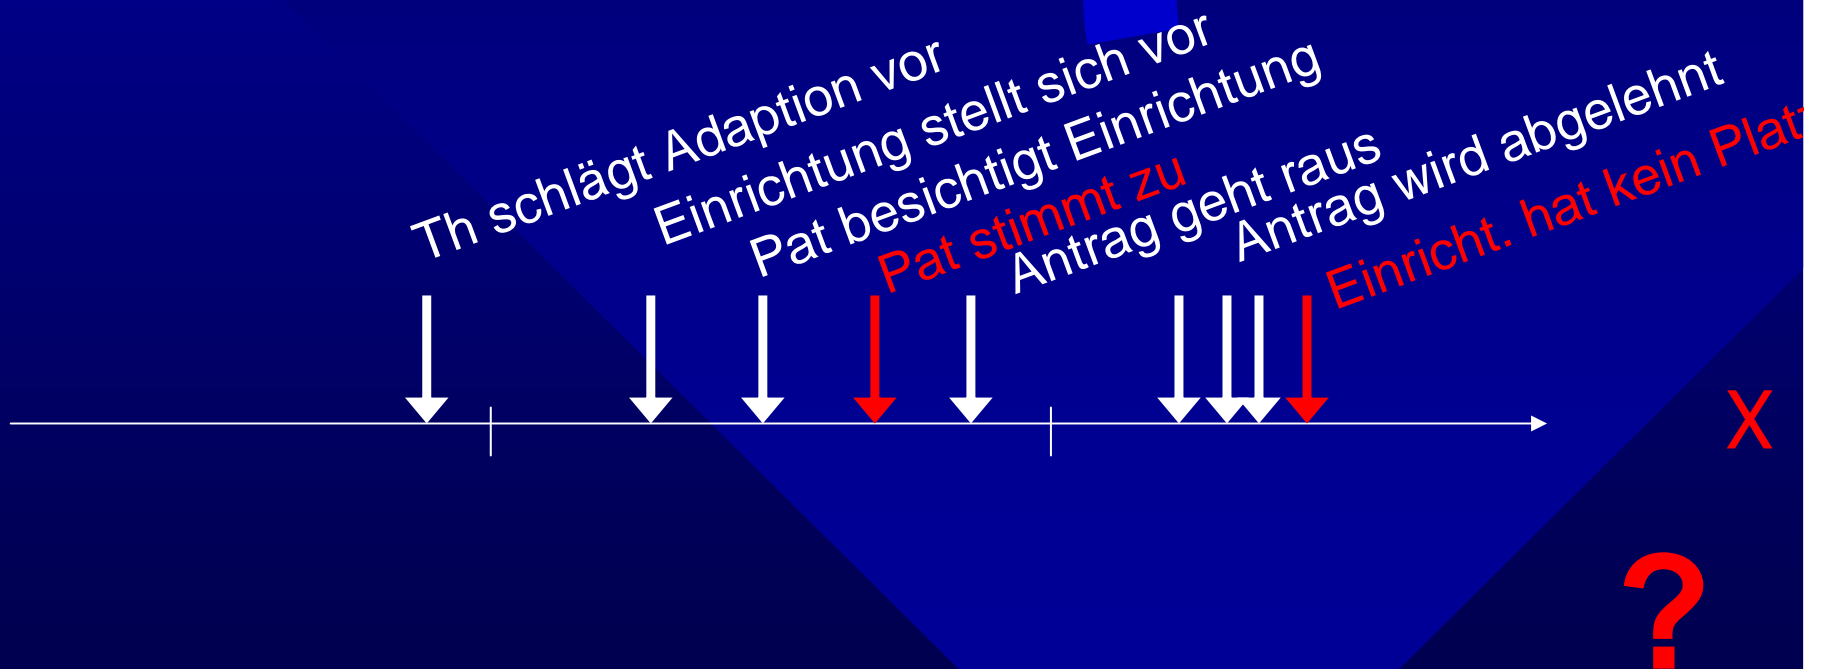 Th schlägt Adaption vor
Einrichtung stellt sich vor
Pat besichtigt Einrichtung
Pat stimmt zu
Antrag geht raus
Antrag wird abgelehnt
Einricht. hat kein Platz
X
?